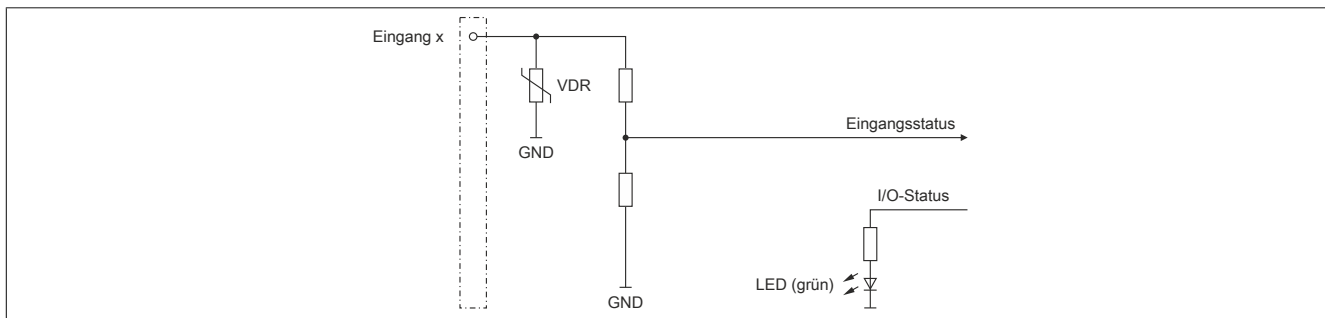 Eingang x
VDR
GND
Eingangsstatus
I/O-Status
LED (grün)
GND